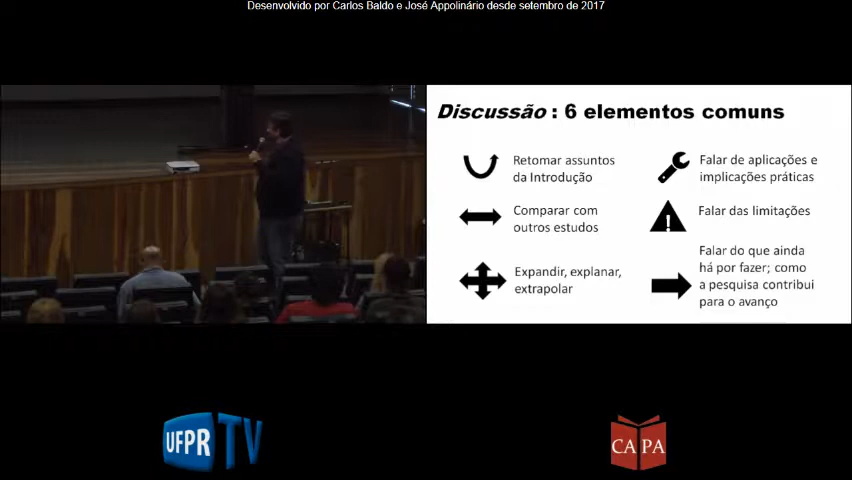 Desenvolvido por Carlos Baldo e José Appolinário desde setembro de 2017
Discussão : 6 elementos comuns
Retomar assuntos
da Introdução
Comparar com
outros estudos
Expandir, explanar,
extrapolar
Falar de aplicações e
implicações práticas
Falar das limitações
Falar do que ainda
há por fazer; como
a pesquisa contribui
para o avanço
UFPR TV
CAPA